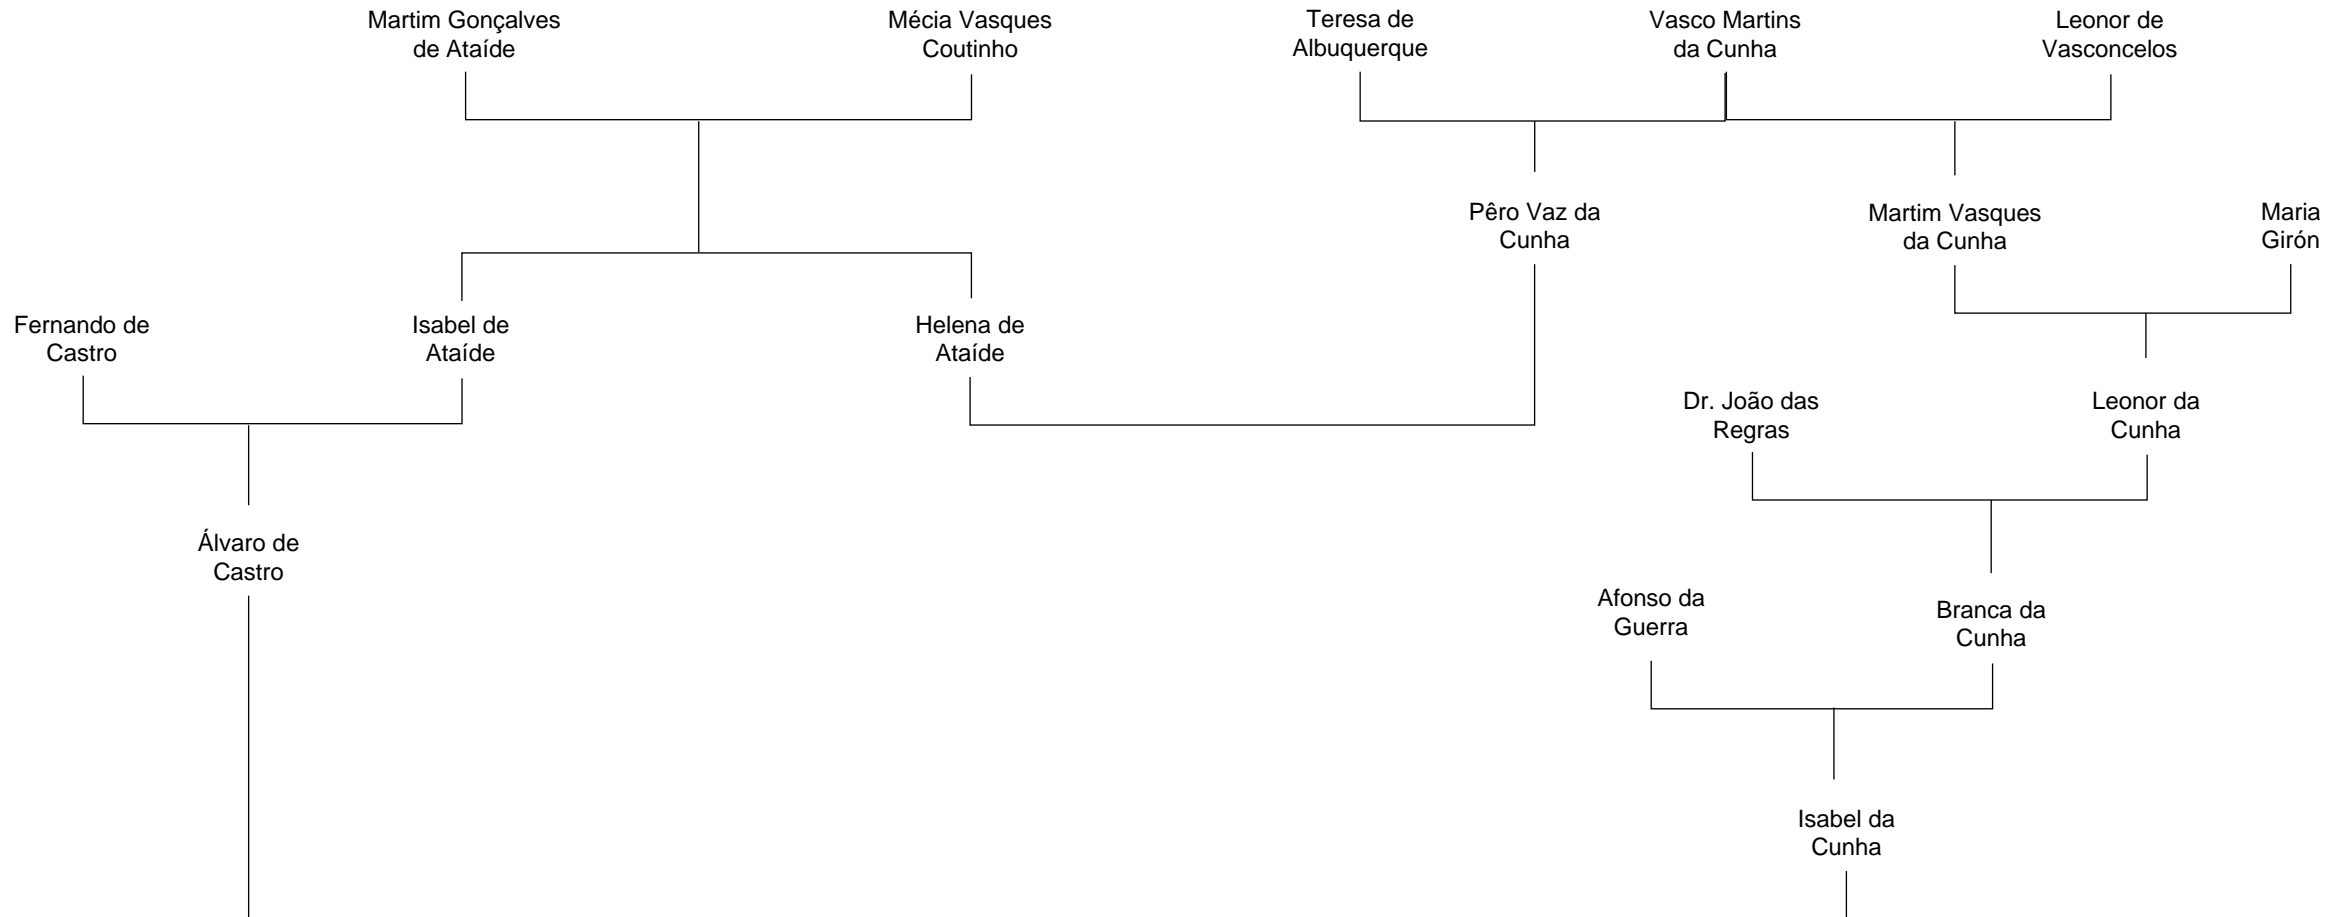 Martim Gonçalves
de Ataíde
Mécia Vasques
Coutinho
Teresa de
Albuquerque
Vasco Martins
da Cunha
Leonor de
Vasconcelos
Pêro Vaz da
Cunha
Martim Vasques
da Cunha
Maria
Girón
Fernando de
Castro
Isabel de
Ataíde
Helena de
Ataíde
Dr. João das
Regras
Leonor da
Cunha
Álvaro de
Castro
Afonso da
Guerra
Branca da
Cunha
Isabel da
Cunha